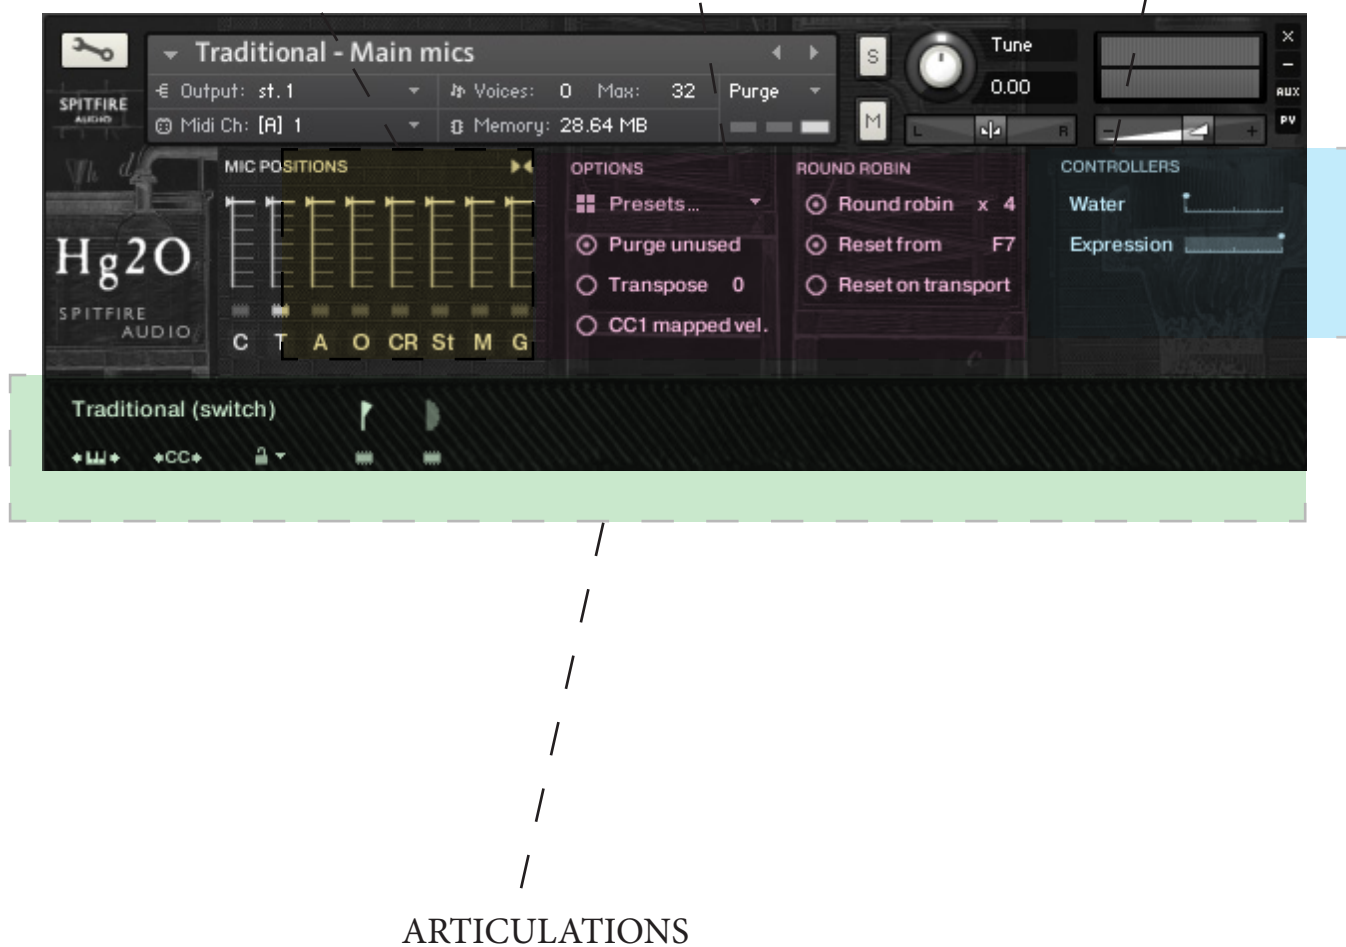 Traditional - Main mics
S
Tune
×
SPITFIRE
AUDIO
Output: st.1
Voices: 0 Max: 32
Purge
0.00
AUX
Midi Ch: [A] 1
Memory: 28.64 MB
M
L
R
-
+
PV
MIC POSITIONS
OPTIONS
ROUND ROBIN
CONTROLLERS
Presets...
Round robin x 4
Water
Hg2O
Purge unused
Reset from F7
Expression
SPITFIRE
AUDIO
Transpose 0
Reset on transport
C T A O CR St M G
CC1 mapped vel.
Traditional (switch)
CC
ARTICULATIONS